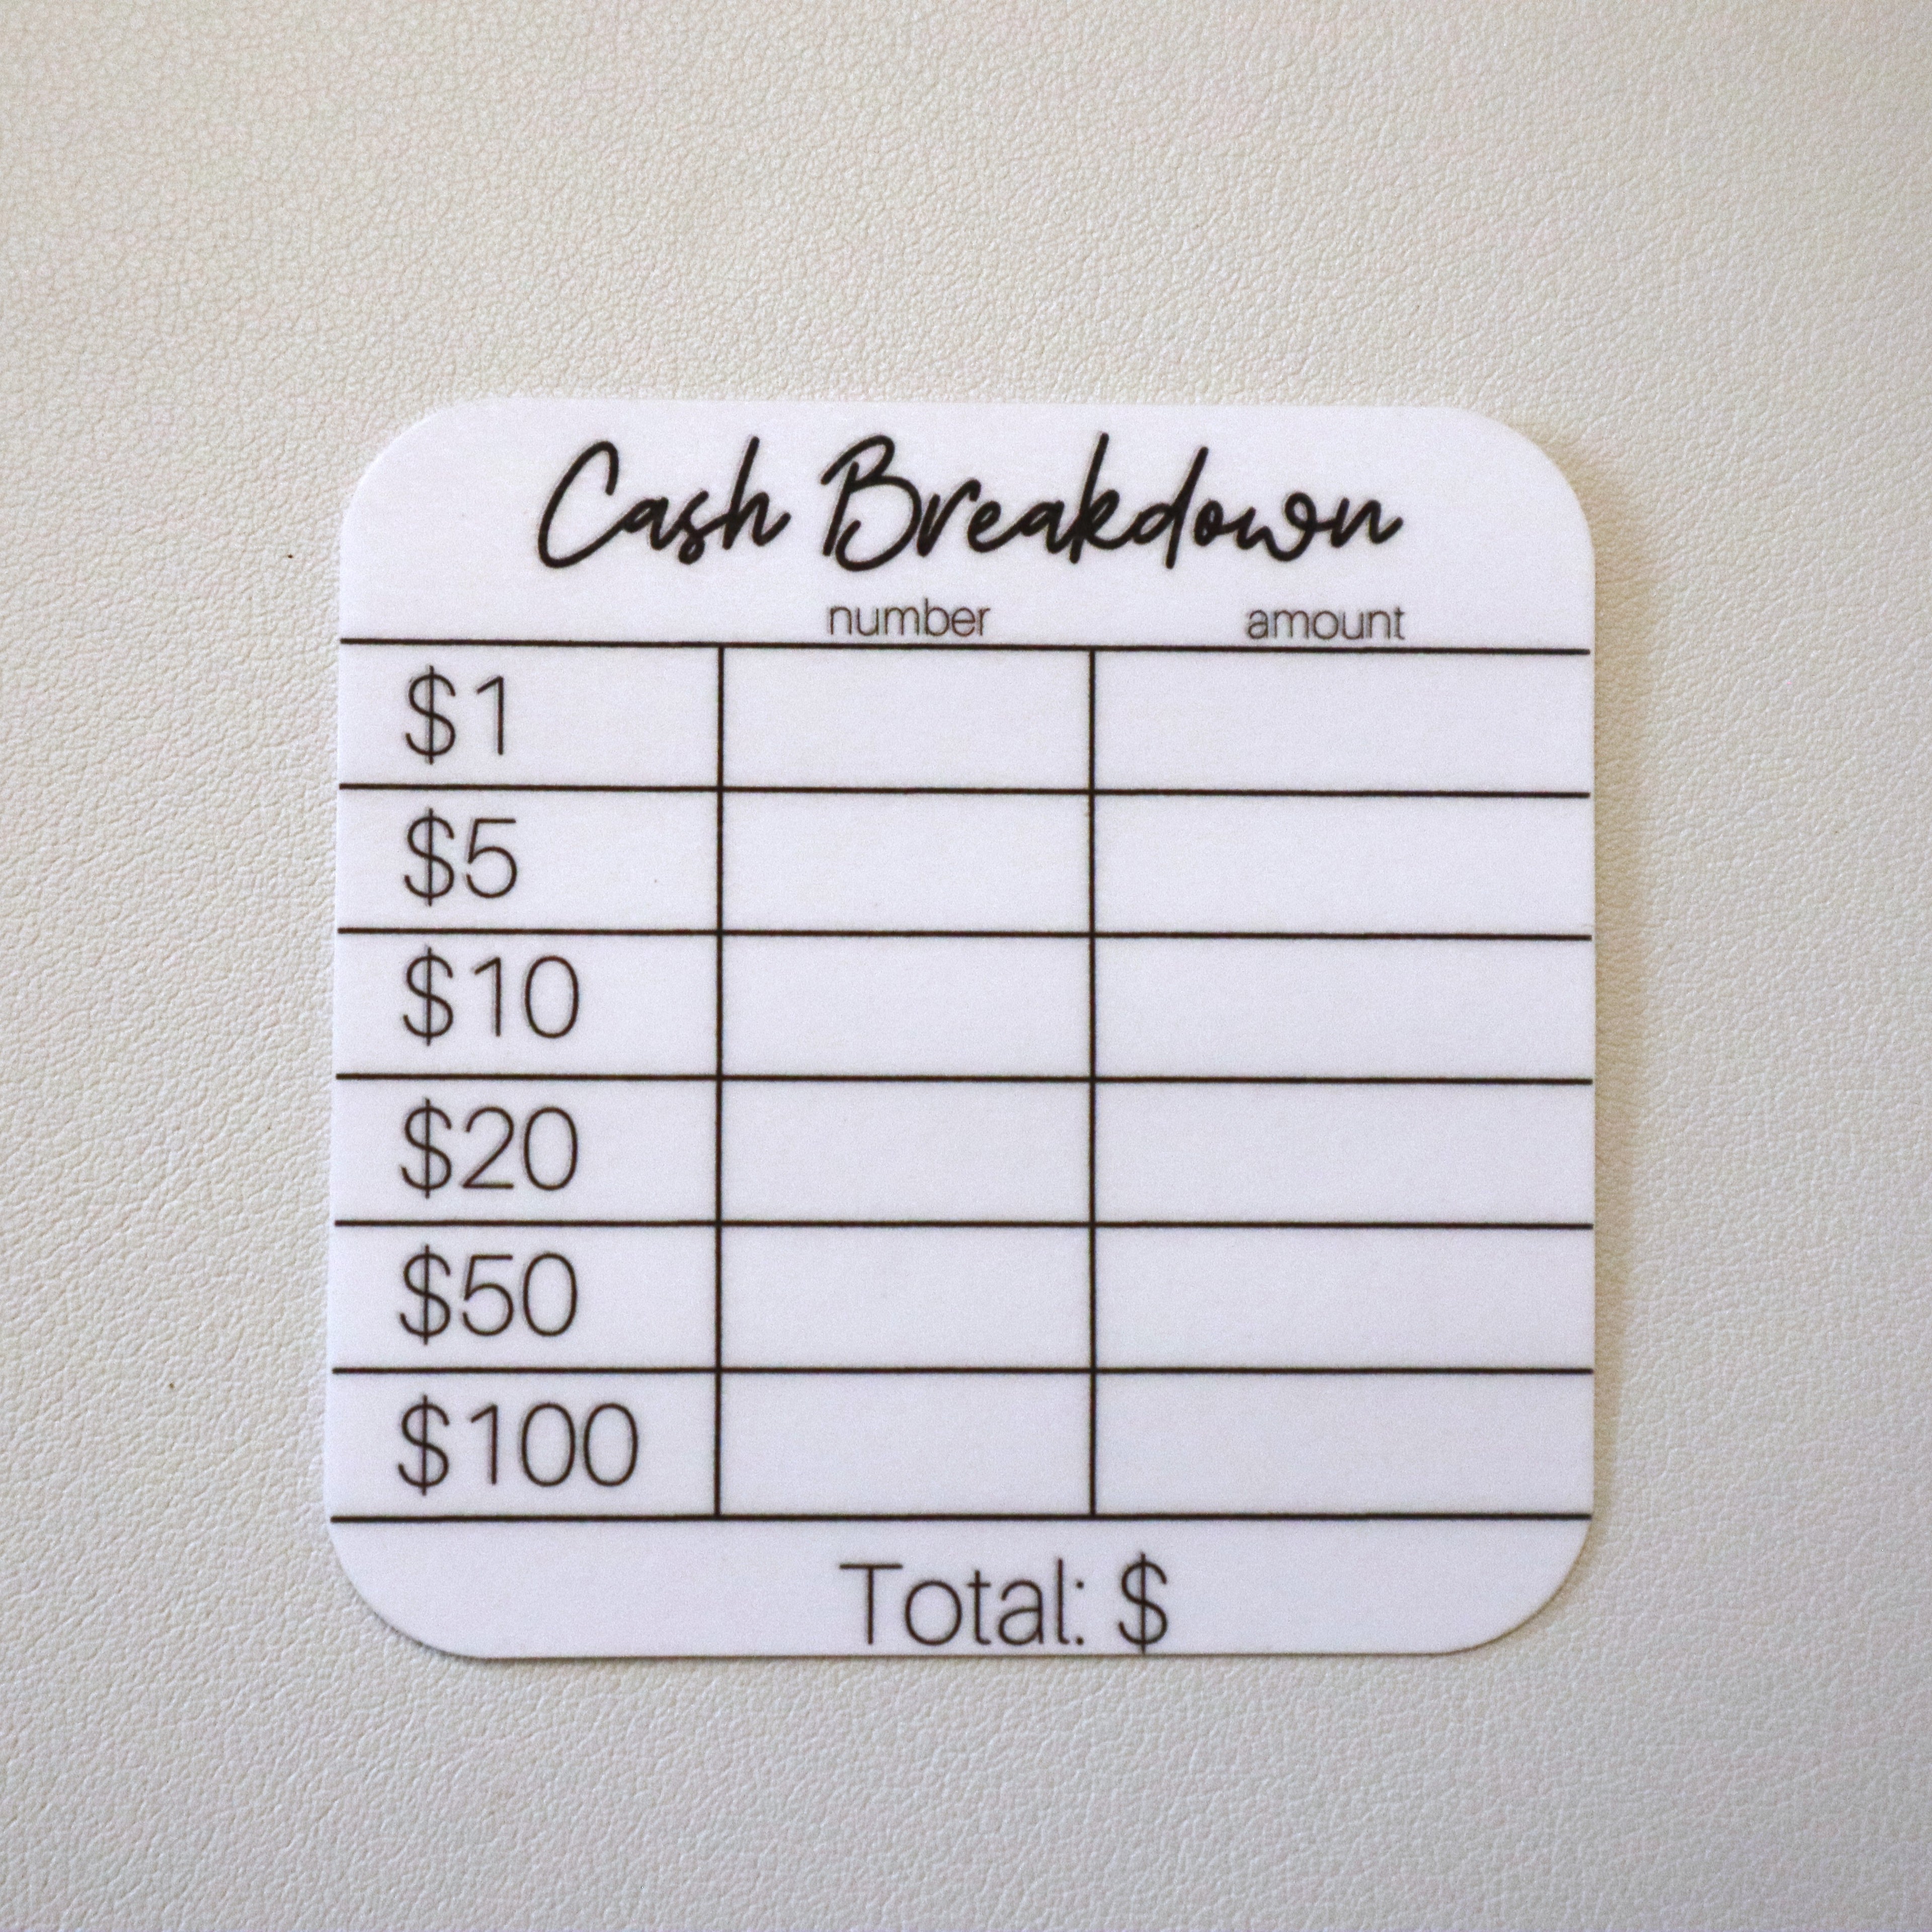 Cash Breakdown
number amount
$1
$5
$10
$20
$50
$100
Total: $